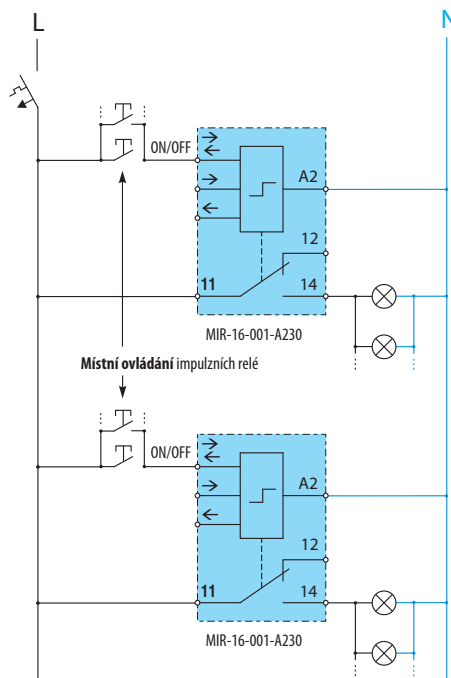 L
N
ON/OFF
A2
12
11
14
MIR-16-001-A230
Místní ovládání impulzních relé
ON/OFF
A2
12
11
14
MIR-16-001-A230